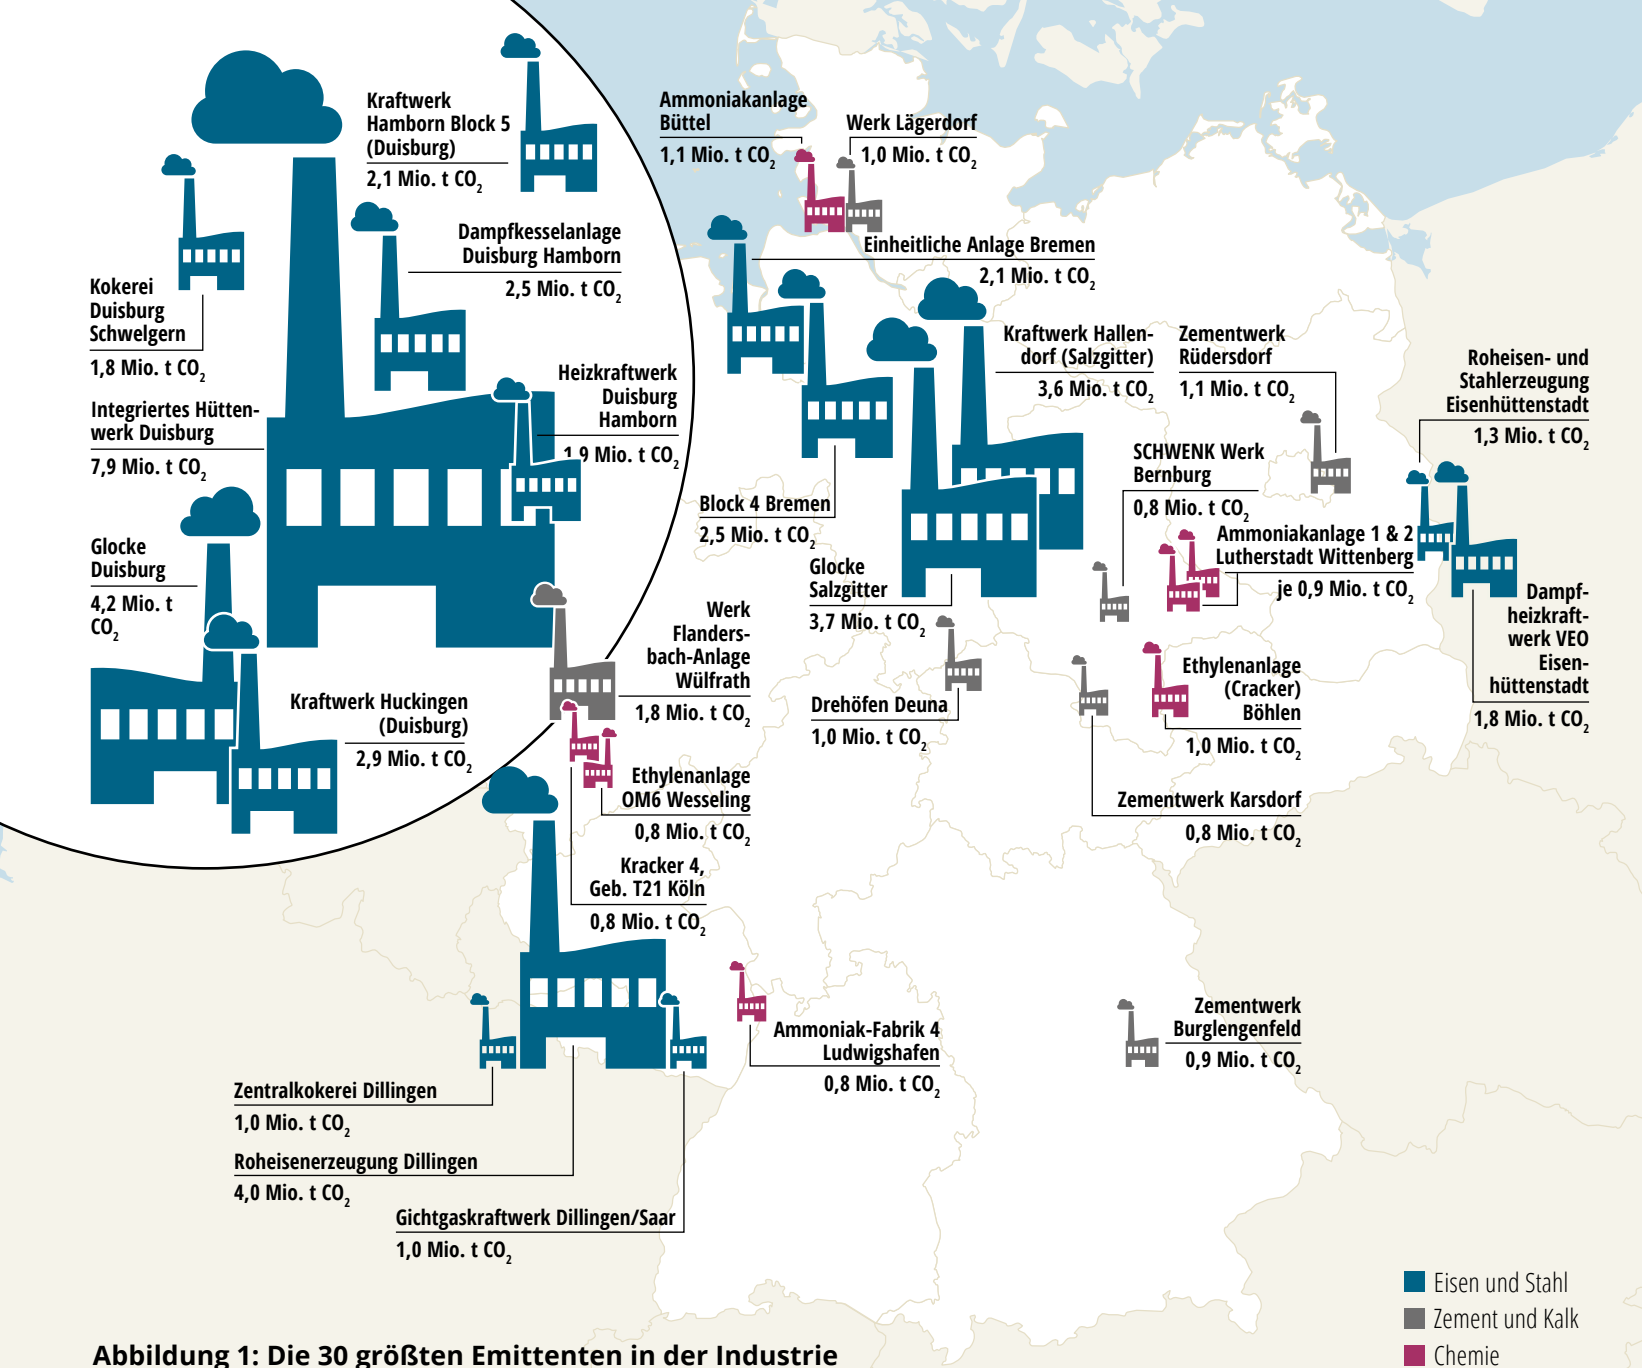 Kraftwerk
Hamborn Block 5
(Duisburg)
2,1 Mio. t CO₂
Dampfkesselanlage
Duisburg Hamborn
2,5 Mio. t CO₂
Kokerei
Duisburg
Schwelgern
1,8 Mio. t CO₂
Heizkraftwerk
Duisburg
Hamborn
1,9 Mio. t CO₂
Integriertes Hütten-
werk Duisburg
7,9 Mio. t CO₂
Glocke
Duisburg
4,2 Mio. t
CO₂
Kraftwerk Huckingen
(Duisburg)
2,9 Mio. t CO₂
Ammoniakanlage
Büttel
1,1 Mio. t CO₂
Werk Lägerdorf
1,0 Mio. t CO₂
Einheitliche Anlage Bremen
2,1 Mio. t CO₂
Kraftwerk Hallen-
dorf (Salzgitter)
3,6 Mio. t CO₂
Zementwerk
Rüdersdorf
1,1 Mio. t CO₂
Roheisen- und
Stahlerzeugung
Eisenhüttenstadt
1,3 Mio. t CO₂
SCHWENK Werk
Bernburg
0,8 Mio. t CO₂
Block 4 Bremen
2,5 Mio. t CO₂
Ammoniakanlage 1 & 2
Lutherstadt Wittenberg
je 0,9 Mio. t CO₂
Glocke
Salzgitter
3,7 Mio. t CO₂
Dampf-
heizkraft-
werk VEO
Eisen-
hüttenstadt
1,8 Mio. t CO₂
Werk
Flanders-
bach-Anlage
Wülfrath
1,8 Mio. t CO₂
Drehöfen Deuna
1,0 Mio. t CO₂
Ethylenanlage
(Cracker)
Böhlen
1,0 Mio. t CO₂
Ethylenanlage
OM6 Wesseling
0,8 Mio. t CO₂
Zementwerk Karsdorf
0,8 Mio. t CO₂
Kracker 4,
Geb. T21 Köln
0,8 Mio. t CO₂
Ammoniak-Fabrik 4
Ludwigshafen
0,8 Mio. t CO₂
Zementwerk
Burglengenfeld
0,9 Mio. t CO₂
Zentralkokerei Dillingen
1,0 Mio. t CO₂
Roheisenerzeugung Dillingen
4,0 Mio. t CO₂
Gichtgaskraftwerk Dillingen/Saar
1,0 Mio. t CO₂
Eisen und Stahl
Zement und Kalk
Chemie
Abbildung 1: Die 30 größten Emittenten in der Industrie